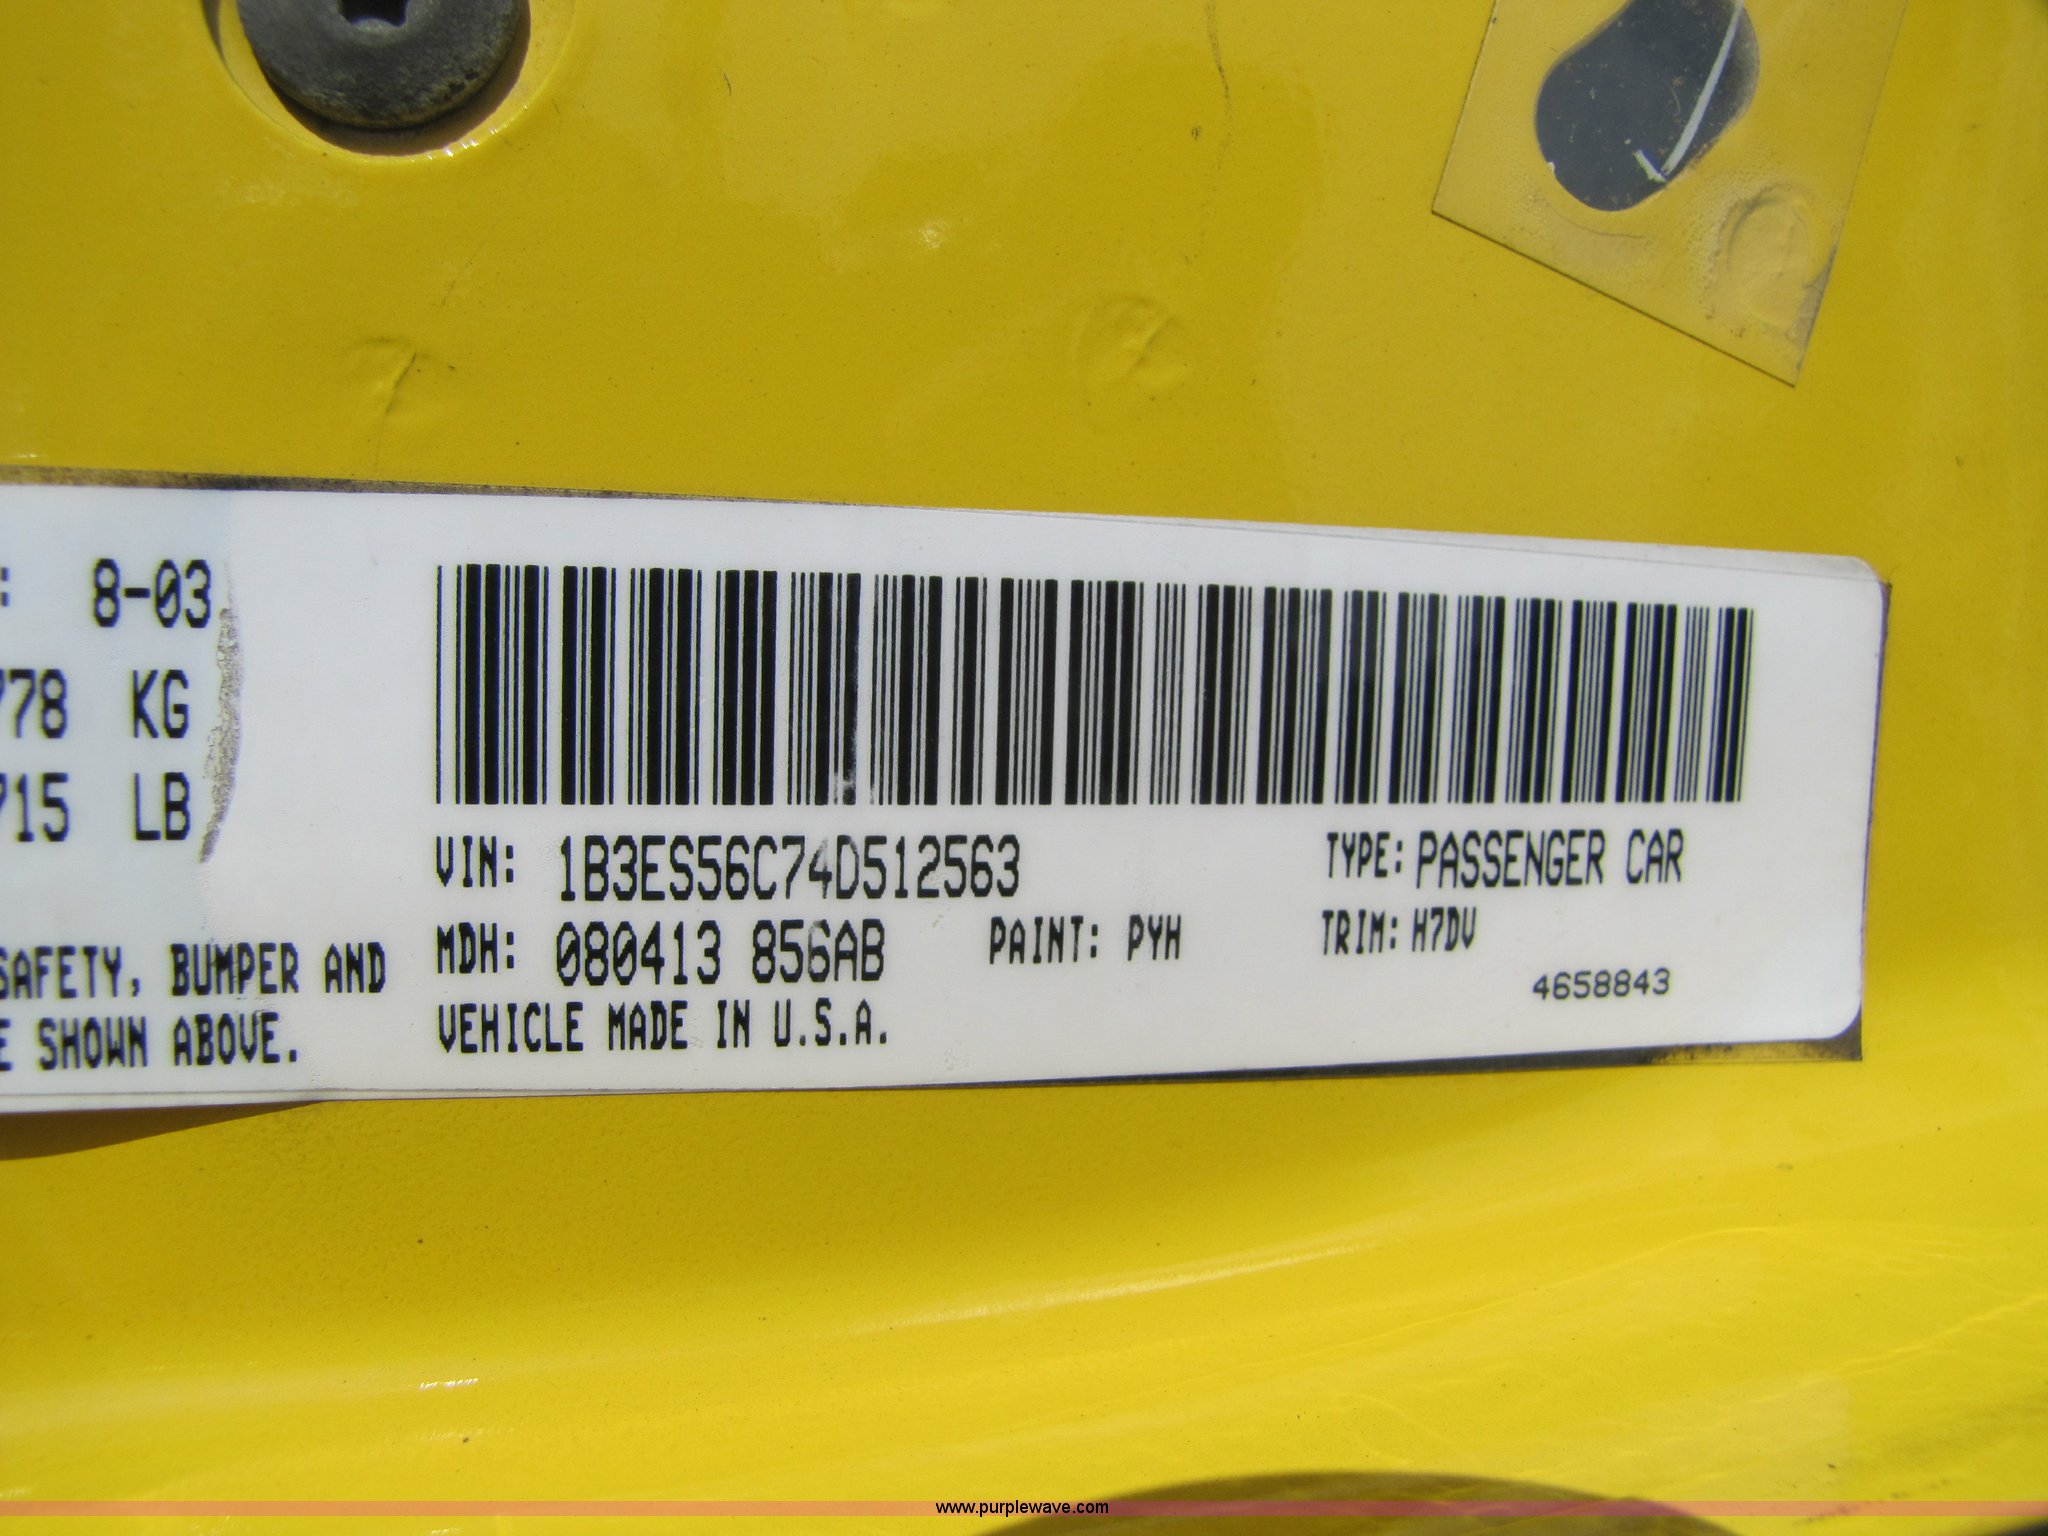 : 8-03
778 KG
715 LB
VIN: 1B3ES56C74D512563 TYPE: PASSENGER CAR
MDH: 080413 856AB PAINT: PYH TRIM: H7DV
SAFETY, BUMPER AND
4658843
VEHICLE MADE IN U.S.A.
E SHOWN ABOVE.
www.purplewave.com